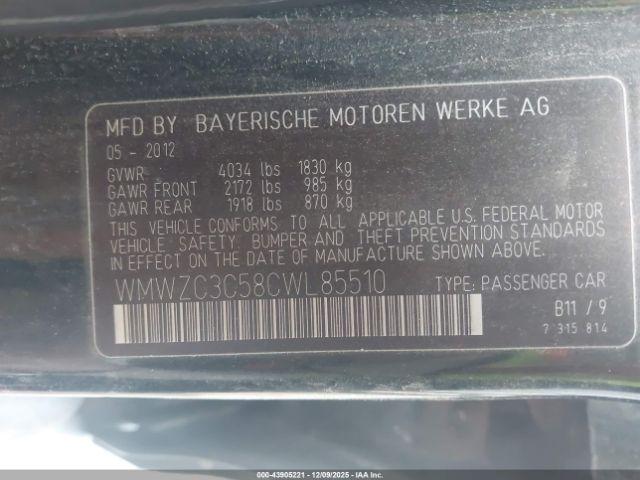 MFD BY BAYERISCHE MOTOREN WERKE AG
05 - 2012
GVWR 4034 lbs 1830 kg
GAWR FRONT 2172 lbs 985 kg
GAWR REAR 1918 lbs 870 kg
THIS VEHICLE CONFORMS TO ALL APPLICABLE U.S. FEDERAL MOTOR
VEHICLE SAFETY, BUMPER AND THEFT PREVENTION STANDARDS
IN EFFECT ON THE DATE OF MANUFACTURE SHOWN ABOVE.
WMWZC3C58CWL85510 TYPE: PASSENGER CAR
B11 / 9
7 315 814
000-43905221 - 12/09/2025 - IAAI.com